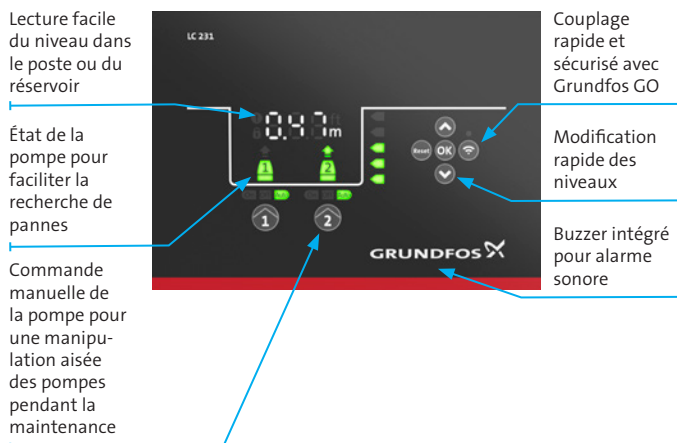 Lecture facile
du niveau dans
le poste ou du
réservoir
État de la
pompe pour
faciliter la
recherche de
pannes
Commande
manuelle de
la pompe pour
une manipu-
lation aisée
des pompes
pendant la
maintenance
LC 231
0.47m
1
2
1
2
Reset
OK
GRUNDFOS
Couplage
rapide et
sécurisé avec
Grundfos GO
Modification
rapide des
niveaux
Buzzer intégré
pour alarme
sonore